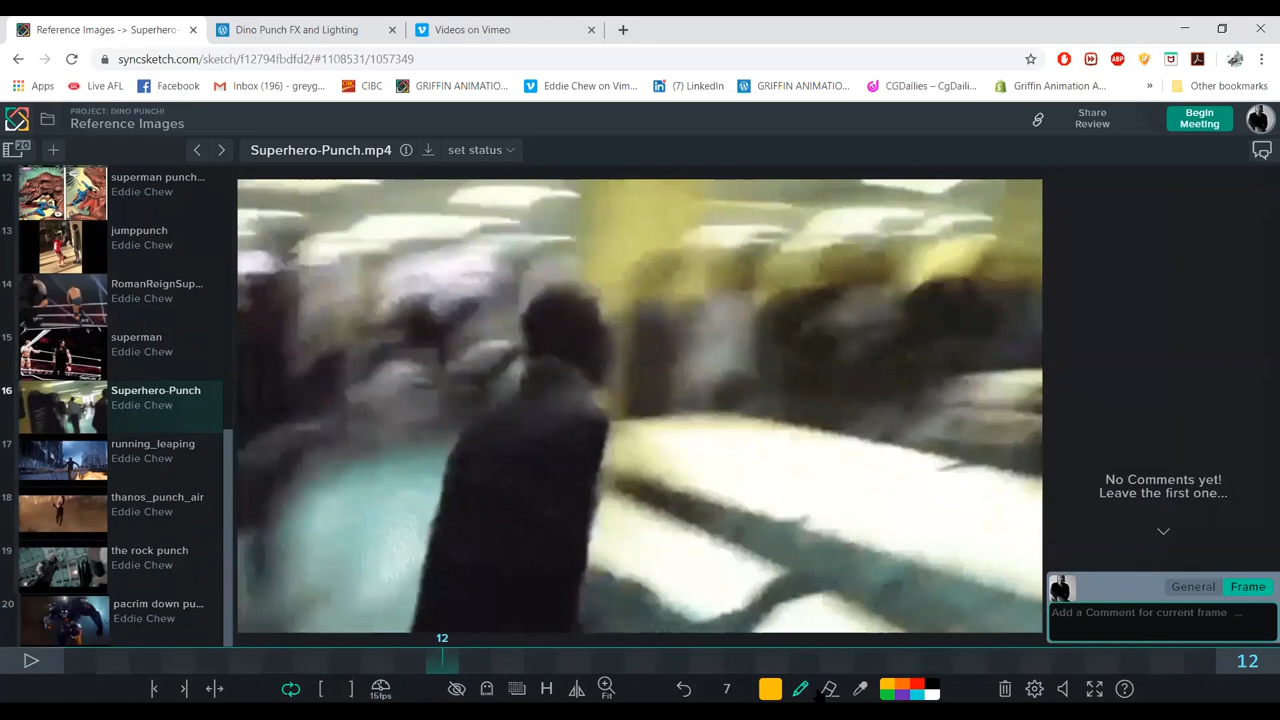 Reference Images -> Superhero-
Dino Punch FX and Lighting
Videos on Vimeo
syncsketch.com/sketch/f12794fbdfd2/#1108531/1057349
Apps
Live AFL
Facebook
Inbox (196) - greyg...
CIBC
GRIFFIN ANIMATIO...
Eddie Chew on Vim...
(7) LinkedIn
GRIFFIN ANIMATIO...
CGDailies – CgDaili...
Griffin Animation A...
»
Other bookmarks
PROJECT: DINO PUNCH!
Reference Images
Share Review
Begin Meeting
20
Superhero-Punch.mp4
set status
12
superman punch...
Eddie Chew
13
jumppunch
Eddie Chew
14
RomanReignSup...
Eddie Chew
15
superman
Eddie Chew
16
Superhero-Punch
Eddie Chew
17
running_leaping
Eddie Chew
18
thanos_punch_air
Eddie Chew
19
the rock punch
Eddie Chew
20
pacrim down pu...
Eddie Chew
No Comments yet!
Leave the first one...
General
Frame
Add a Comment for current frame ...
12
12
15fps
H
Fit
7